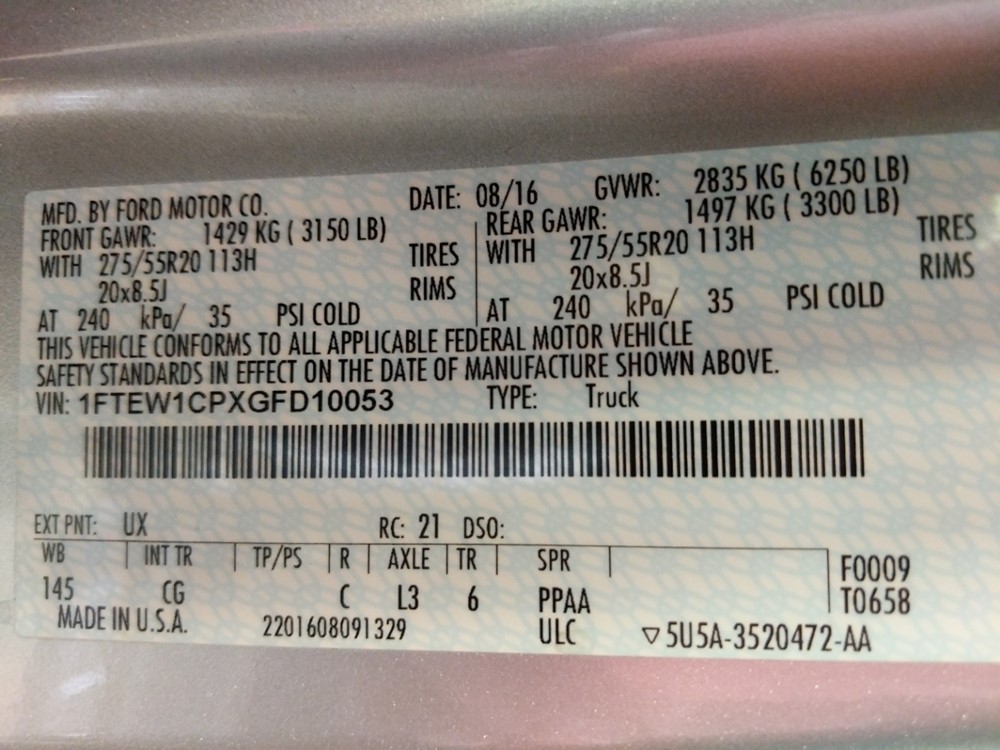 MFD. BY FORD MOTOR CO. DATE: 08/16 GVWR: 2835 KG ( 6250 LB)
FRONT GAWR: 1429 KG ( 3150 LB) REAR GAWR: 1497 KG ( 3300 LB)
WITH 275/55R20 113H TIRES WITH 275/55R20 113H TIRES
20x8.5J RIMS 20x8.5J RIMS
AT 240 kPa/ 35 PSI COLD AT 240 kPa/ 35 PSI COLD
THIS VEHICLE CONFORMS TO ALL APPLICABLE FEDERAL MOTOR VEHICLE
SAFETY STANDARDS IN EFFECT ON THE DATE OF MANUFACTURE SHOWN ABOVE.
VIN: 1FTEW1CPXGFD10053 TYPE: Truck
EXT PNT: UX RC: 21 DSO:
WB INT TR TP/PS R AXLE TR SPR F0009
145 CG C L3 6 PPAA T0658
MADE IN U.S.A. 2201608091329 ULC ▽5U5A-3520472-AA